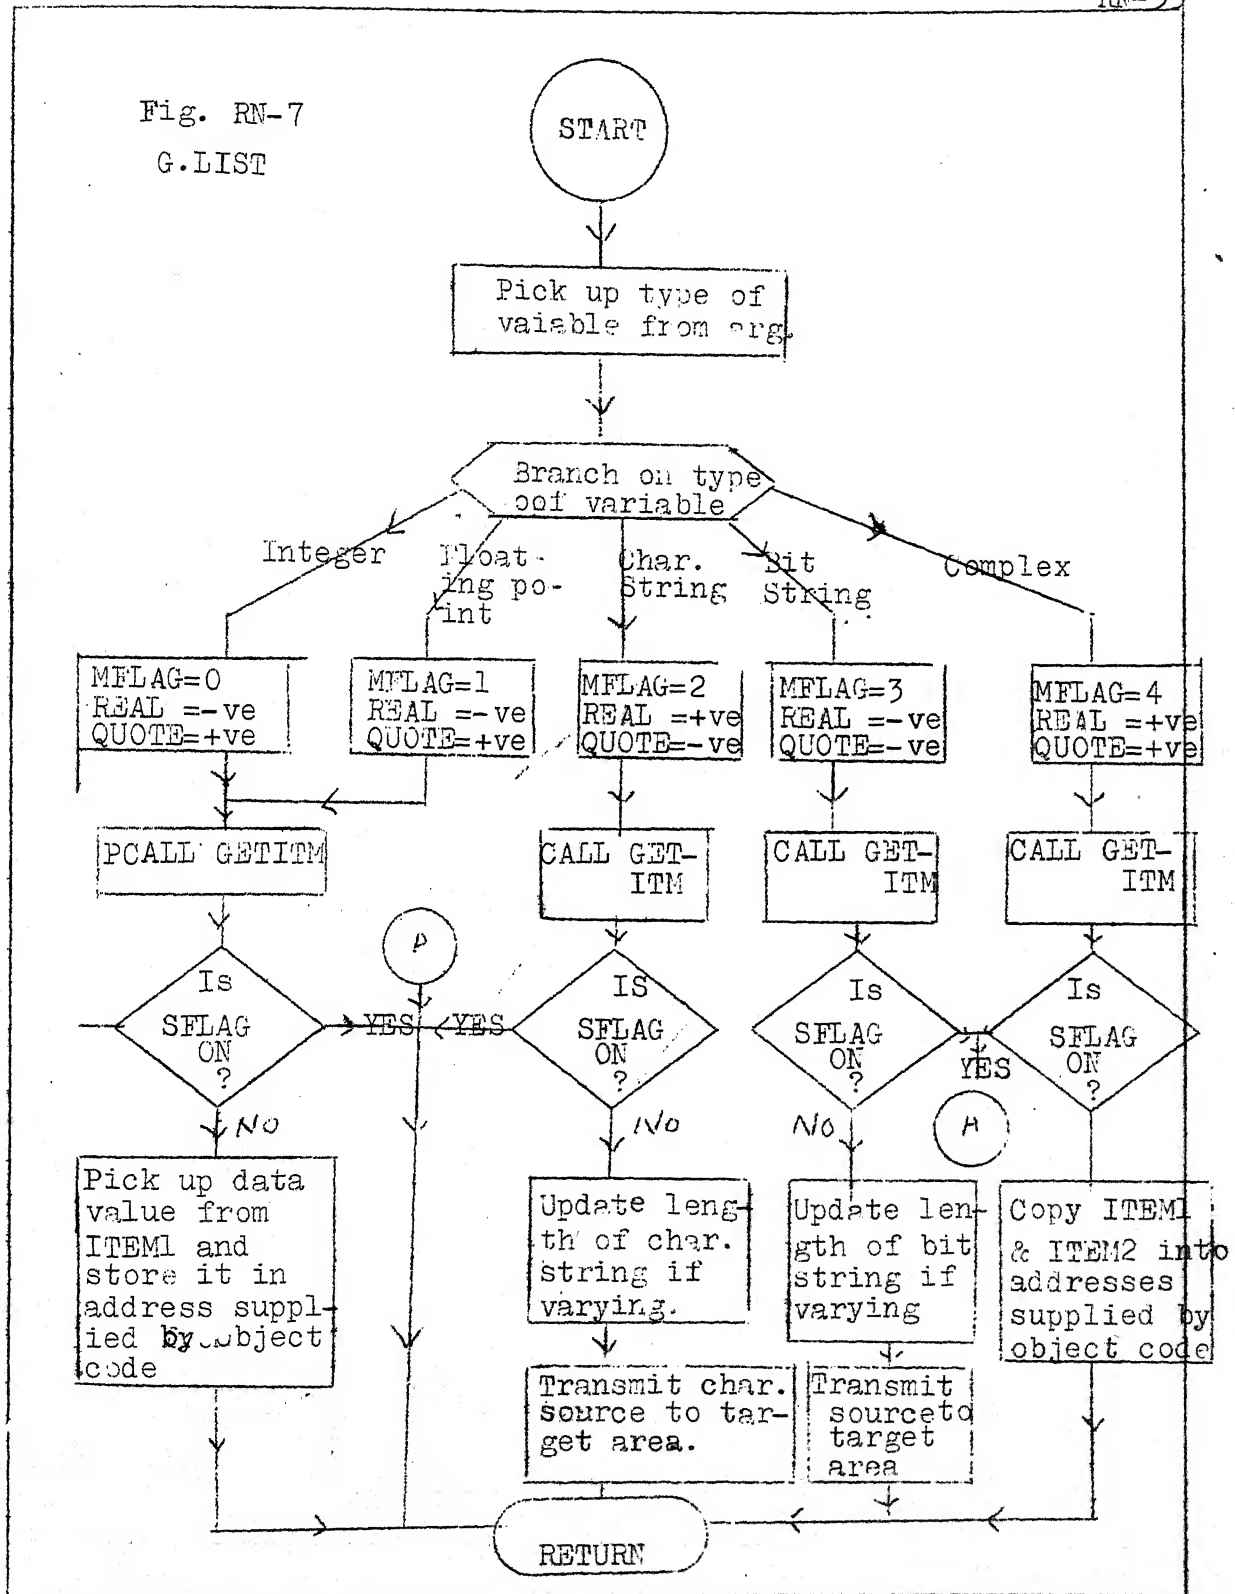 Fig. RN-7
G.LIST
START
Pick up type of
vaiable from arg.
Branch on type
oof variable
Integer
Float-
ing po-
int
Char.
String
Bit
String
Complex
MFLAG=0
REAL =-ve
QUOTE=+ve
MFLAG=1
REAL =-ve
QUOTE=+ve
MFLAG=2
REAL =+ve
QUOTE=-ve
MFLAG=3
REAL =-ve
QUOTE=-ve
MFLAG=4
REAL =+ve
QUOTE=+ve
PCALL GETITM
CALL GET-
ITM
CALL GET-
ITM
CALL GET-
ITM
P
Is
SFLAG
ON
?
YES
YES
IS
SFLAG
ON
?
Is
SFLAG
ON
?
YES
Is
SFLAG
ON
?
NO
NO
NO
Pick up data
value from
ITEM1 and
store it in
address suppl-
ied by object
code
Update leng-
th of char.
string if
varying.
Update len-
gth of bit
string if
varying
Copy ITEM1
& ITEM2 into
addresses
supplied by
object code
Transmit char.
source to tar-
get area.
Transmit
source to
target
area
RETURN